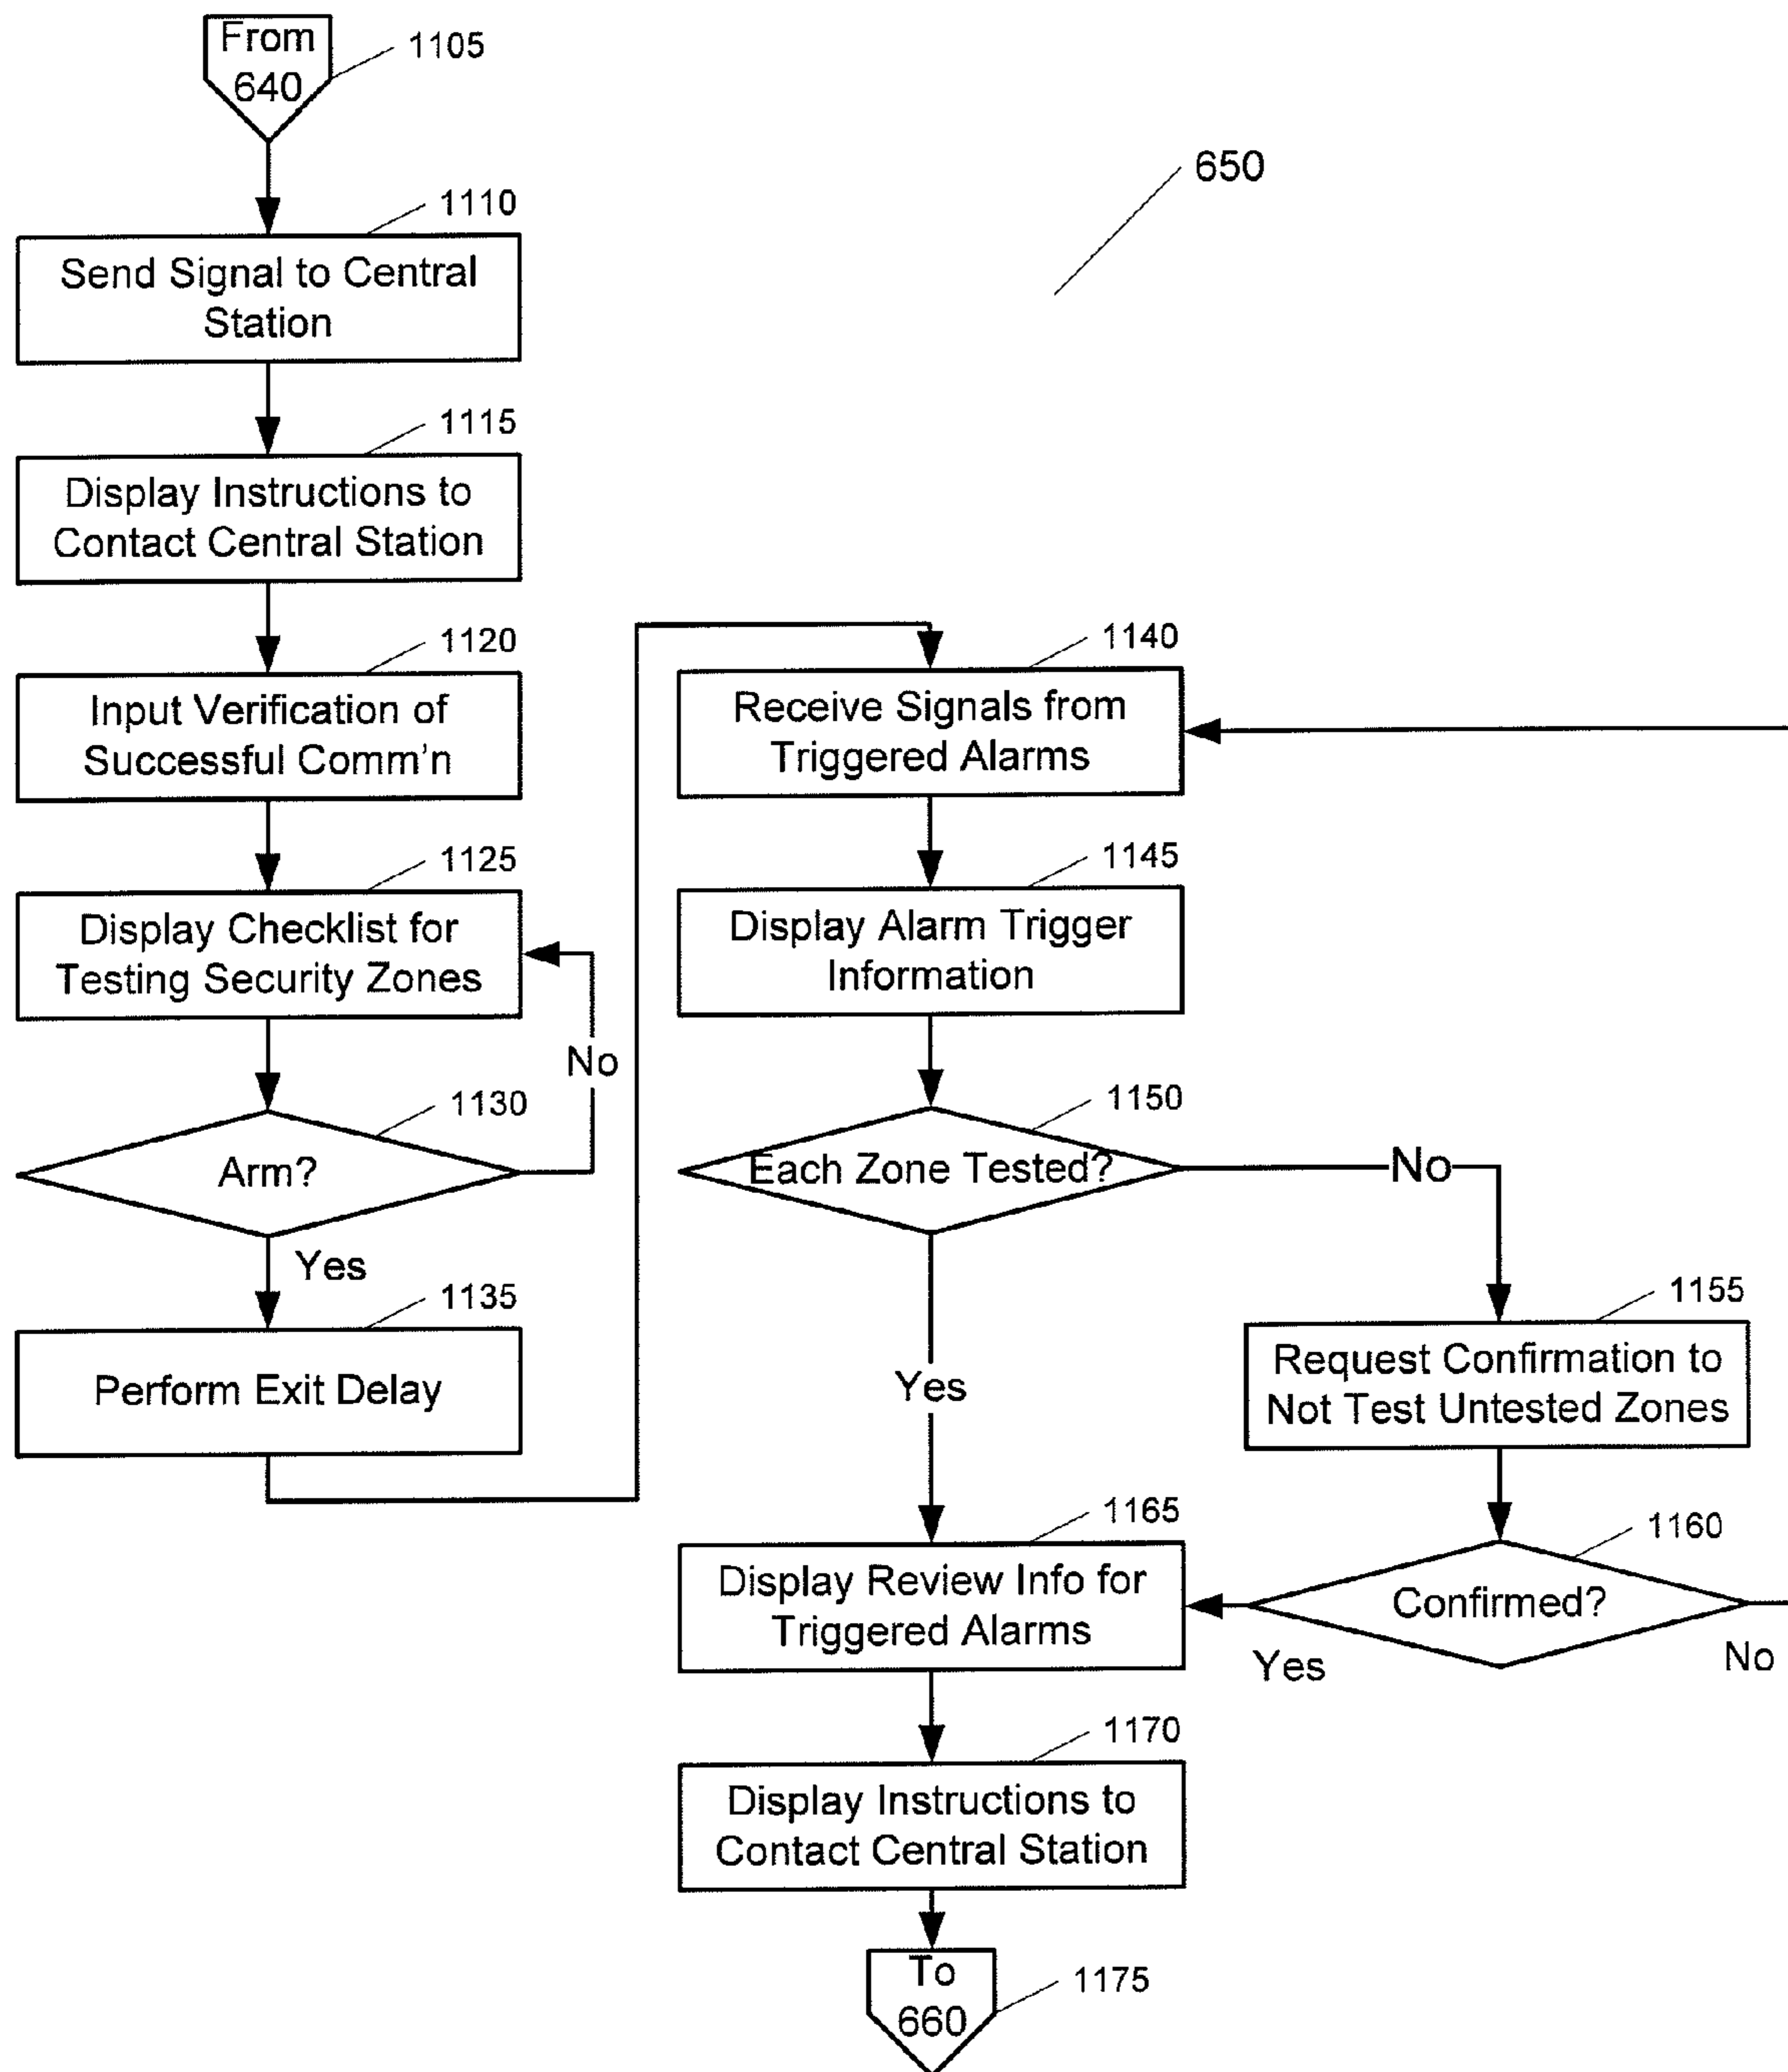 From
640
1105
650
1110
Send Signal to Central
Station
1115
Display Instructions to
Contact Central Station
1120
Input Verification of
Successful Comm'n
1125
Display Checklist for
Testing Security Zones
No
1130
Arm?
Yes
1135
Perform Exit Delay
1140
Receive Signals from
Triggered Alarms
1145
Display Alarm Trigger
Information
1150
Each Zone Tested?
No
Yes
1155
Request Confirmation to
Not Test Untested Zones
1160
Confirmed?
Yes
No
1165
Display Review Info for
Triggered Alarms
1170
Display Instructions to
Contact Central Station
To
660
1175